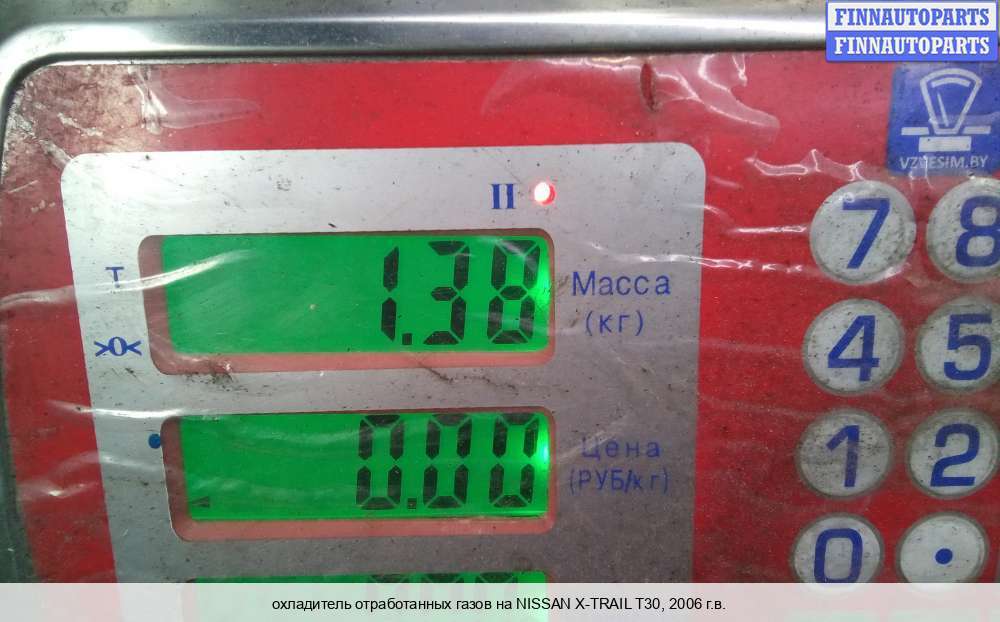 FINNAUTOPARTS
FINNAUTOPARTS
VZVESIM.BY
II
7 8
T
1.38
Масса
(кг)
>0<
4 5
0.00
Цена
(РУБ/кг)
1 2
0 .
охладитель отработанных газов на NISSAN X-TRAIL T30, 2006 г.в.